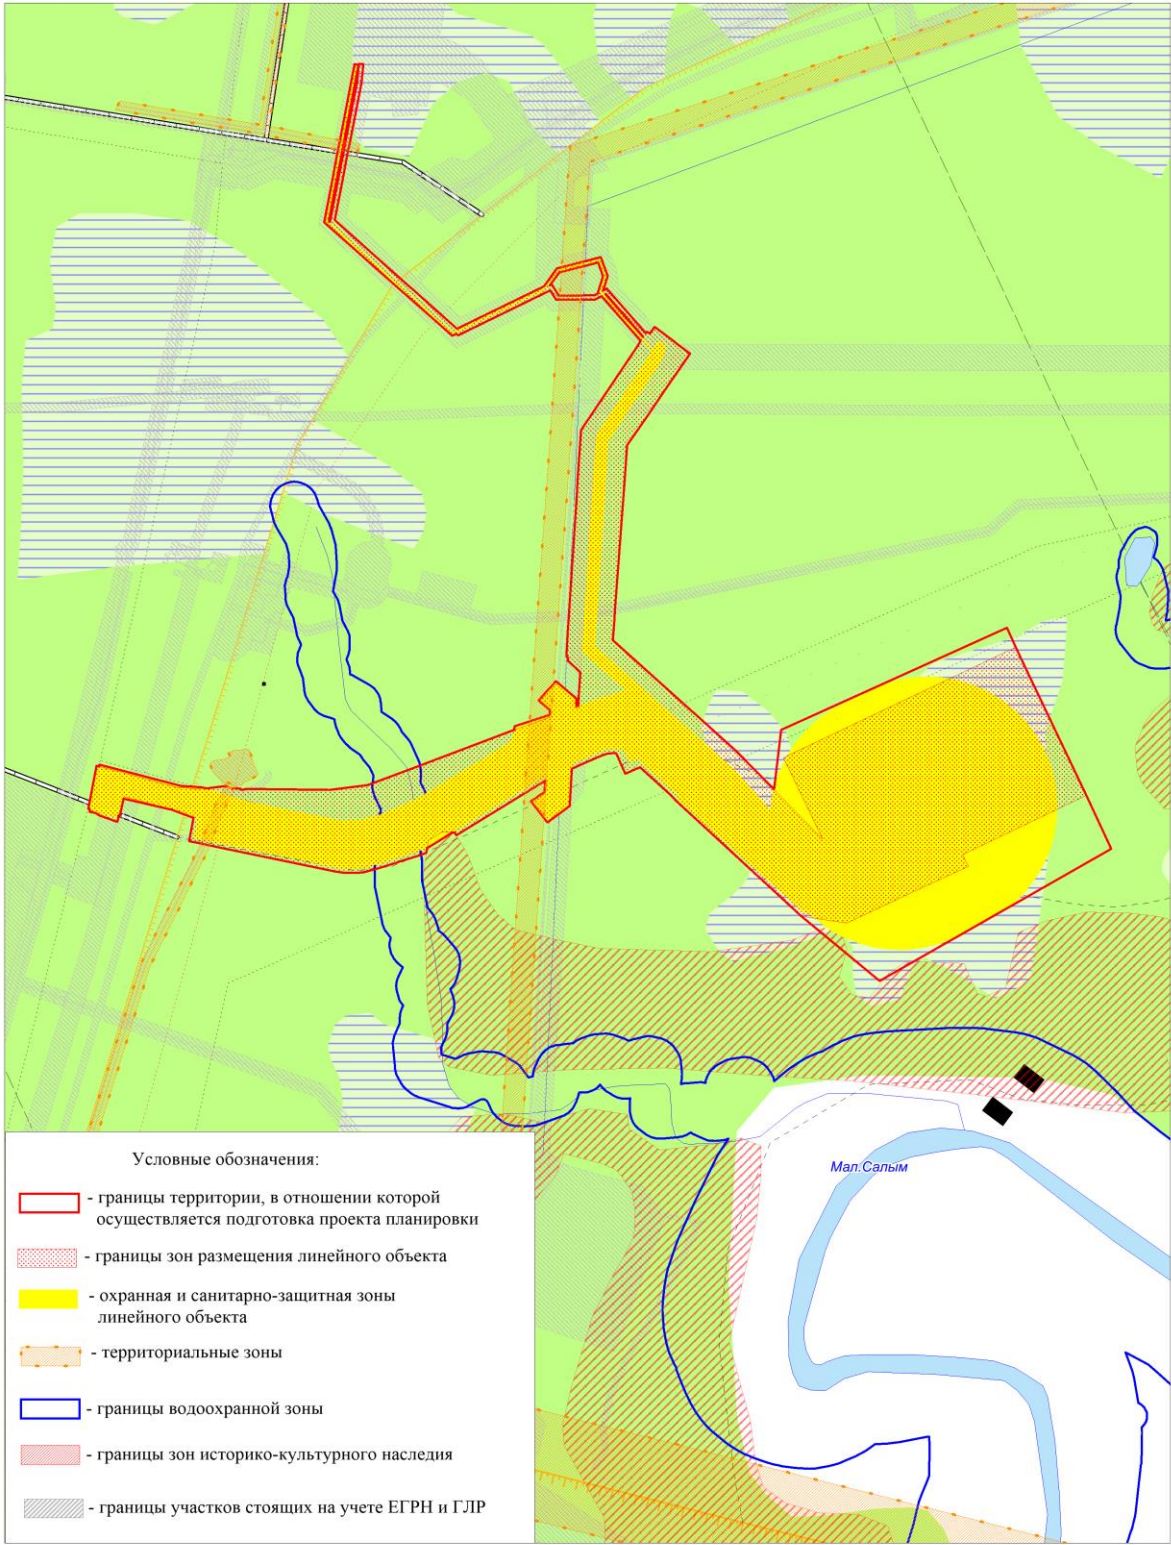 Мал.Салым
Условные обозначения:
- границы территории, в отношении которой
осуществляется подготовка проекта планировки
- границы зон размещения линейного объекта
- охранная и санитарно-защитная зоны
линейного объекта
- территориальные зоны
- границы водоохранной зоны
- границы зон историко-культурного наследия
- границы участков стоящих на учете ЕГРН и ГЛР